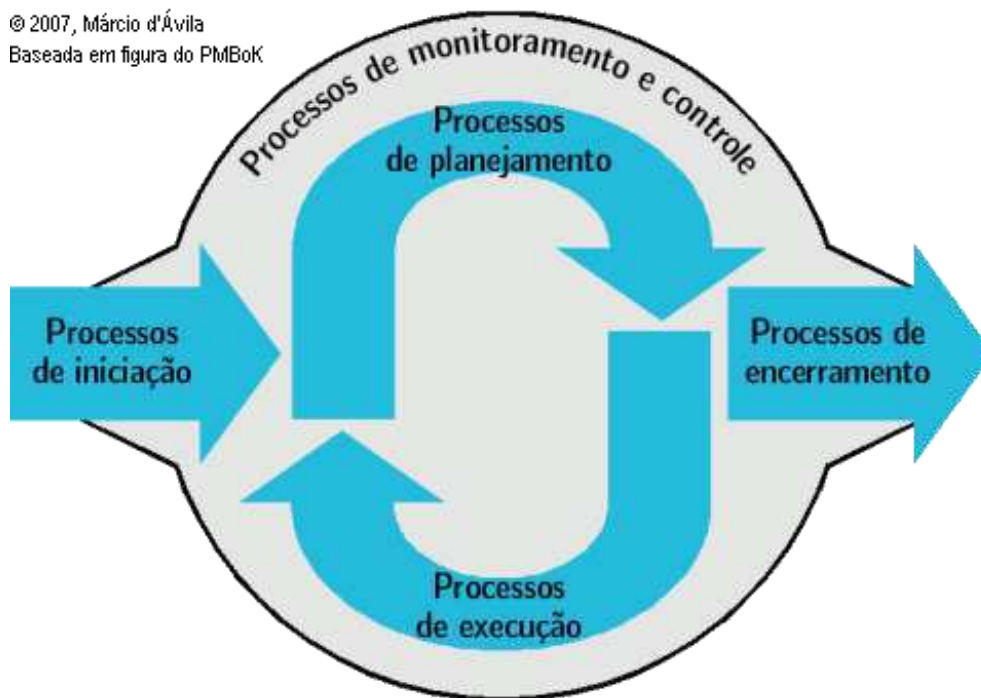 © 2007, Márcio d'Ávila
Baseada em figura do PMBoK
Processos de monitoramento e controle
Processos
de planejamento
Processos
de iniciação
Processos de
encerramento
Processos
de execução